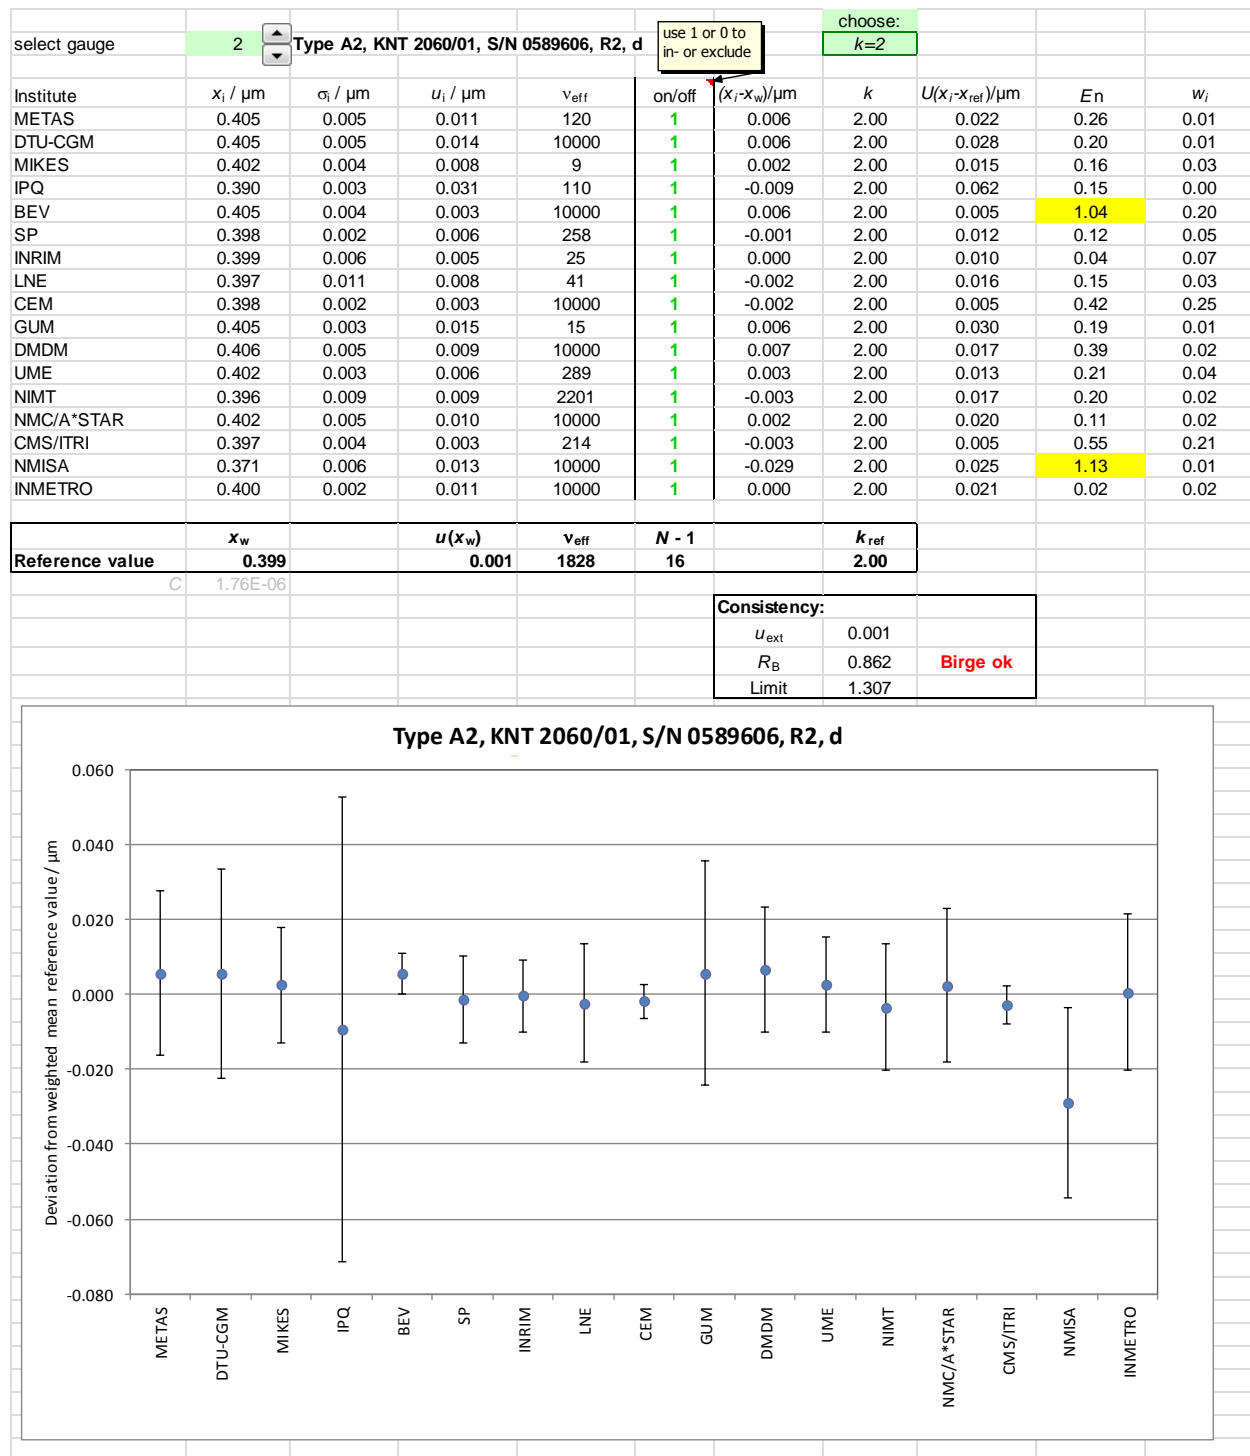 choose:
select gauge 2 Type A2, KNT 2060/01, S/N 0589606, R2, d k=2
use 1 or 0 to
in- or exclude
Institute xi / µm σi / µm ui / µm νeff on/off (xi-xw)/µm k U(xi-xref)/µm En wi
METAS 0.405 0.005 0.011 120 1 0.006 2.00 0.022 0.26 0.01
DTU-CGM 0.405 0.005 0.014 10000 1 0.006 2.00 0.028 0.20 0.01
MIKES 0.402 0.004 0.008 9 1 0.002 2.00 0.015 0.16 0.03
IPQ 0.390 0.003 0.031 110 1 -0.009 2.00 0.062 0.15 0.00
BEV 0.405 0.004 0.003 10000 1 0.006 2.00 0.005 1.04 0.20
SP 0.398 0.002 0.006 258 1 -0.001 2.00 0.012 0.12 0.05
INRIM 0.399 0.006 0.005 25 1 0.000 2.00 0.010 0.04 0.07
LNE 0.397 0.011 0.008 41 1 -0.002 2.00 0.016 0.15 0.03
CEM 0.398 0.002 0.003 10000 1 -0.002 2.00 0.005 0.42 0.25
GUM 0.405 0.003 0.015 15 1 0.006 2.00 0.030 0.19 0.01
DMDM 0.406 0.005 0.009 10000 1 0.007 2.00 0.017 0.39 0.02
UME 0.402 0.003 0.006 289 1 0.003 2.00 0.013 0.21 0.04
NIMT 0.396 0.009 0.009 2201 1 -0.003 2.00 0.017 0.20 0.02
NMC/A*STAR 0.402 0.005 0.010 10000 1 0.002 2.00 0.020 0.11 0.02
CMS/ITRI 0.397 0.004 0.003 214 1 -0.003 2.00 0.005 0.55 0.21
NMISA 0.371 0.006 0.013 10000 1 -0.029 2.00 0.025 1.13 0.01
INMETRO 0.400 0.002 0.011 10000 1 0.000 2.00 0.021 0.02 0.02
xw u(xw) νeff N - 1 kref
Reference value 0.399 0.001 1828 16 2.00
C 1.76E-06
Consistency:
uext 0.001
RB 0.862 Birge ok
Limit 1.307
Type A2, KNT 2060/01, S/N 0589606, R2, d
Deviation from weighted mean reference value / µm
0.060
0.040
0.020
0.000
-0.020
-0.040
-0.060
-0.080
METAS
DTU-CGM
MIKES
IPQ
BEV
SP
INRIM
LNE
CEM
GUM
DMDM
UME
NIMT
NMC/A*STAR
CMS/ITRI
NMISA
INMETRO